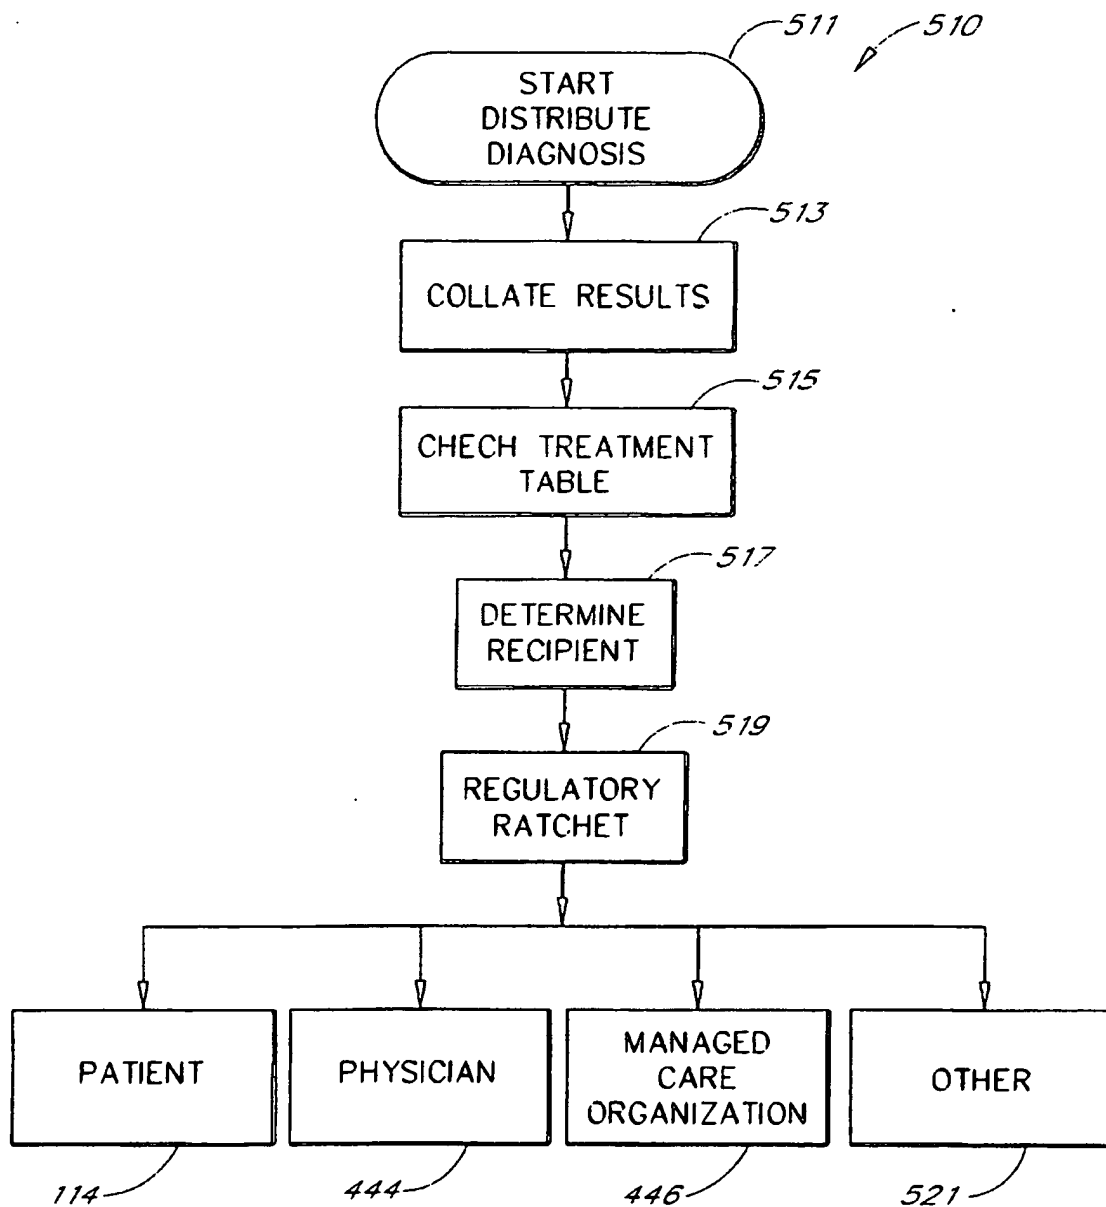 511
510
START
DISTRIBUTE
DIAGNOSIS
513
COLLATE RESULTS
515
CHECH TREATMENT
TABLE
517
DETERMINE
RECIPIENT
519
REGULATORY
RATCHET
PATIENT
PHYSICIAN
MANAGED
CARE
ORGANIZATION
OTHER
114
444
446
521